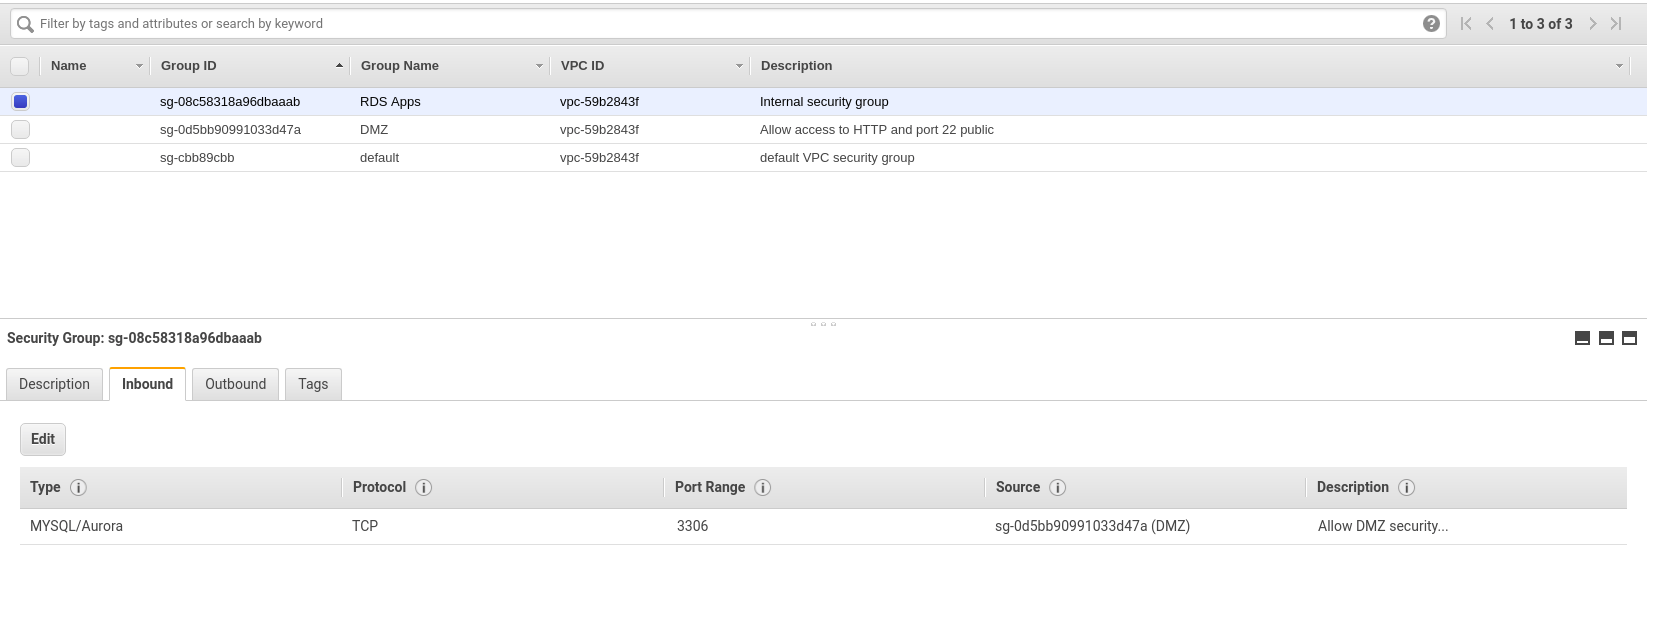 Filter by tags and attributes or search by keyword ? 1 to 3 of 3
Name Group ID Group Name VPC ID Description
sg-08c58318a96dbaaab RDS Apps vpc-59b2843f Internal security group
sg-0d5bb90991033d47a DMZ vpc-59b2843f Allow access to HTTP and port 22 public
sg-cbb89cbb default vpc-59b2843f default VPC security group
Security Group: sg-08c58318a96dbaaab
Description Inbound Outbound Tags
Edit
Type i Protocol i Port Range i Source i Description i
MYSQL/Aurora TCP 3306 sg-0d5bb90991033d47a (DMZ) Allow DMZ security...